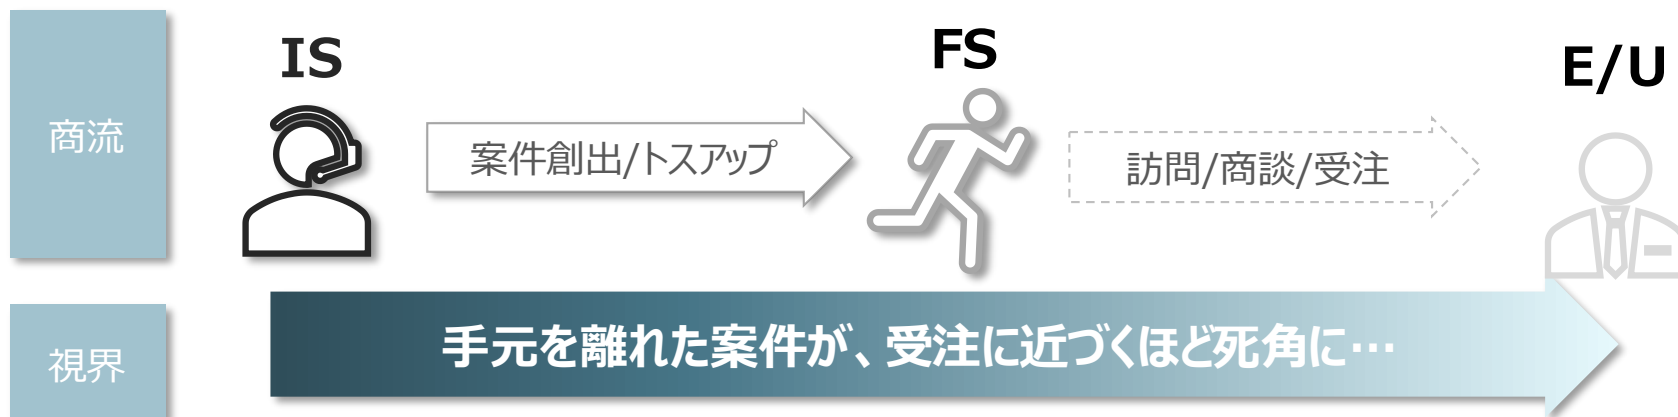 商流
IS
案件創出/トスアップ
FS
訪問/商談/受注
E/U
視界
手元を離れた案件が、受注に近づくほど死角に…